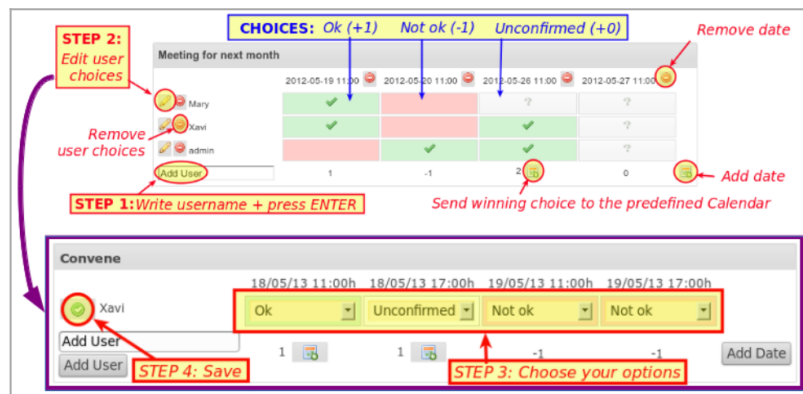 CHOICES: Ok (+1) Not ok (-1) Unconfirmed (+0)
STEP 2:
Edit user
choices
Remove date
Meeting for next month
2012-05-19 11:00 2012-05-20 11:00 2012-05-26 11:00 2012-05-27 11:00
Mary ? ?
Xavi ?
admin ?
Remove
user choices
Add User 1 -1 2 0
Add date
STEP 1:Write username + press ENTER
Send winning choice to the predefined Calendar
Convene
18/05/13 11:00h 18/05/13 17:00h 19/05/13 11:00h 19/05/13 17:00h
Xavi Ok Unconfirmed Not ok Not ok
Add User
1 1 -1 -1
Add User Add Date
STEP 4: Save
STEP 3: Choose your options